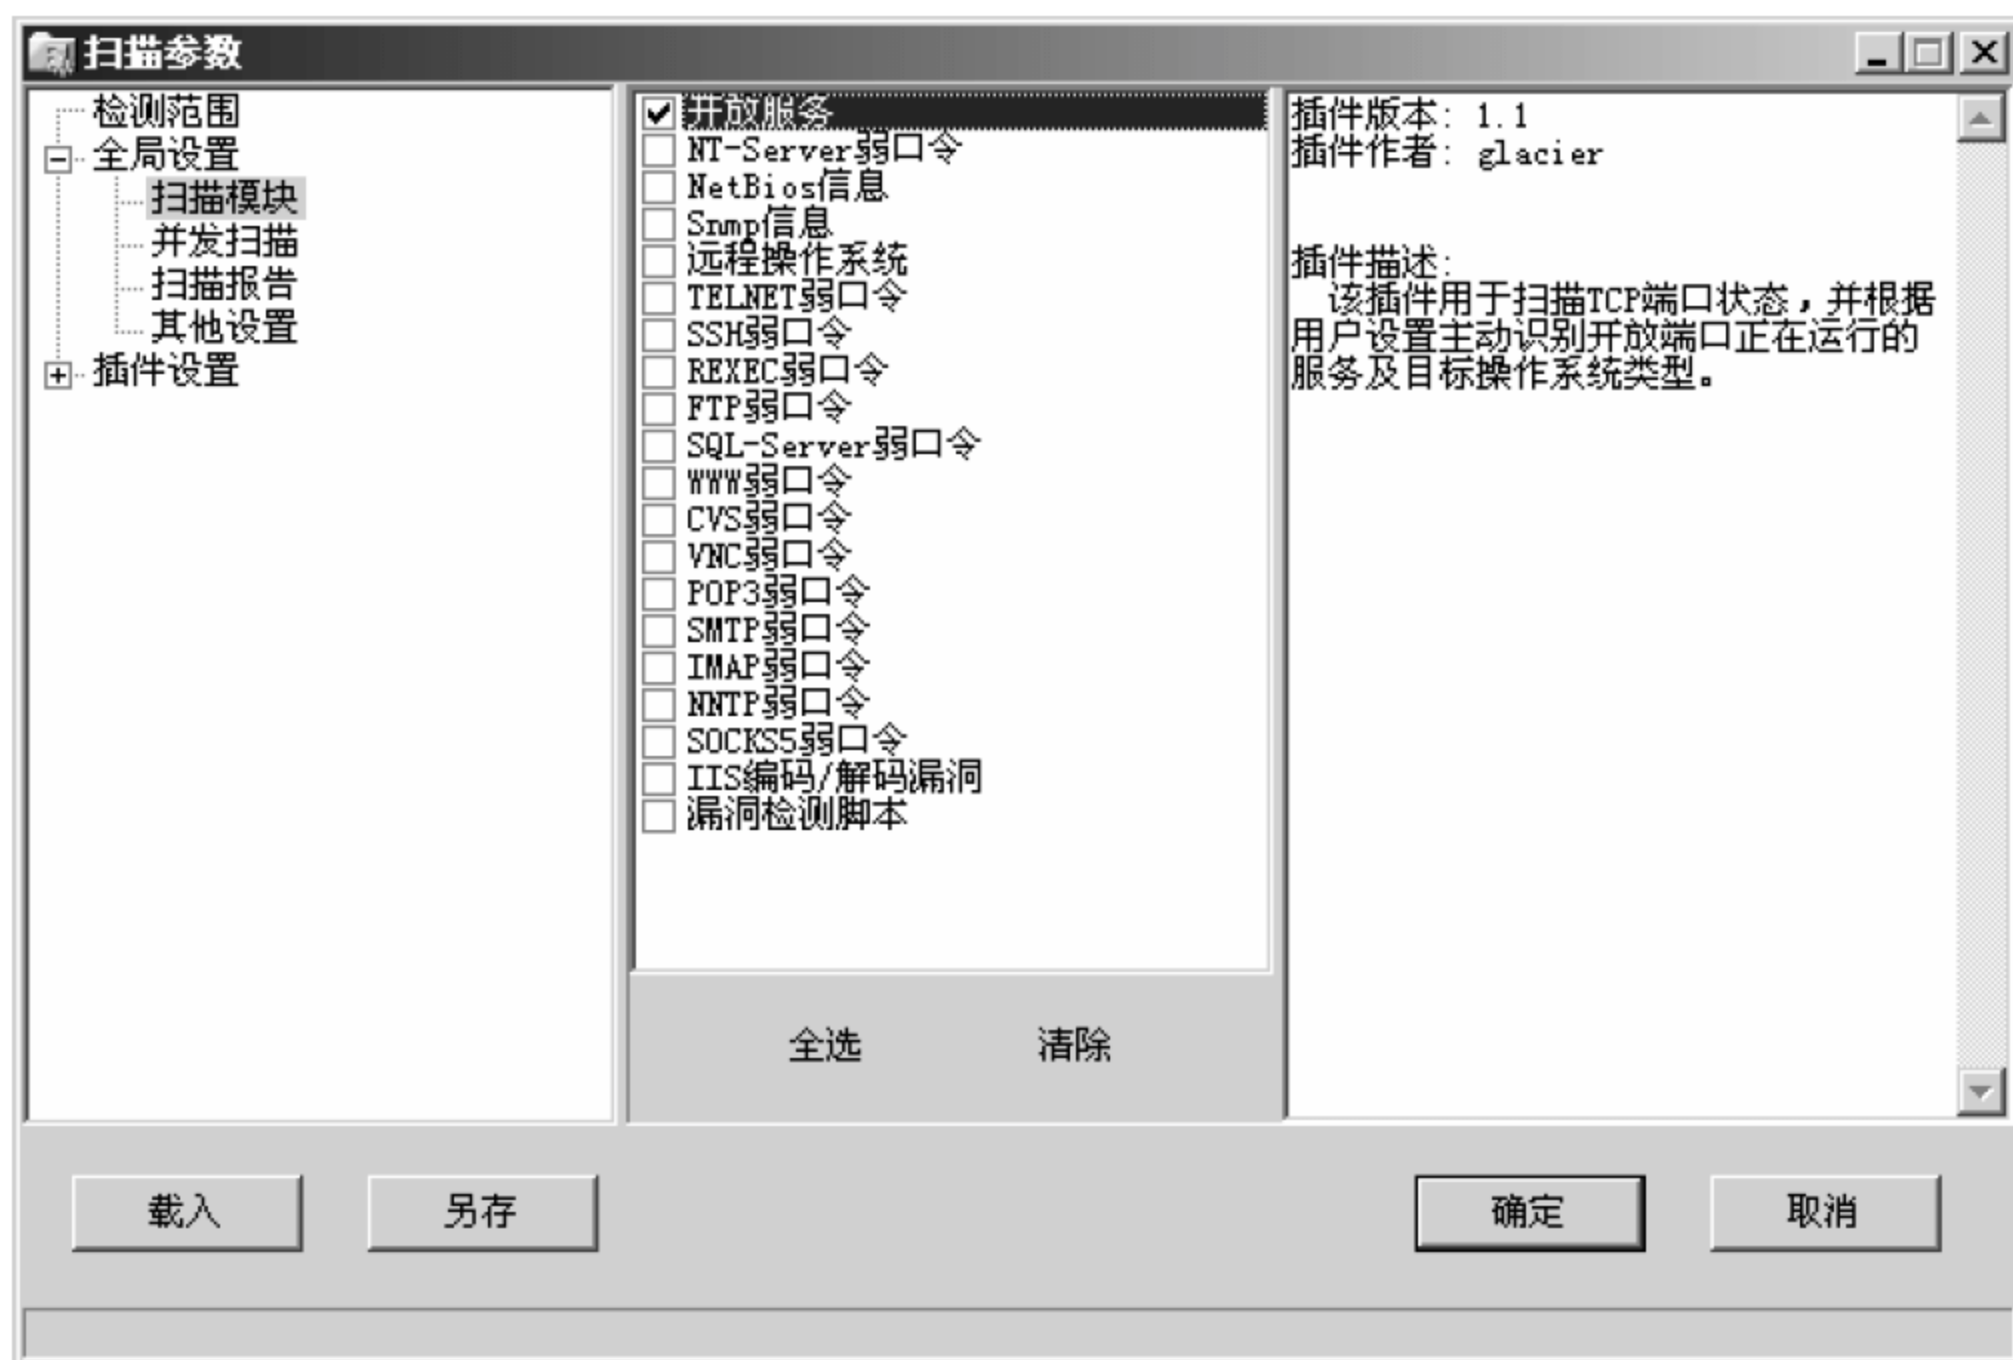 扫描参数
检测范围
全局设置
扫描模块
并发扫描
扫描报告
其他设置
插件设置
开放服务
NT-Server弱口令
NetBios信息
Snmp信息
远程操作系统
TELNET弱口令
SSH弱口令
REXEC弱口令
FTP弱口令
SQL-Server弱口令
WWW弱口令
CVS弱口令
VNC弱口令
POP3弱口令
SMTP弱口令
IMAP弱口令
NNTP弱口令
SOCKS5弱口令
IIS编码/解码漏洞
漏洞检测脚本
全选
清除
插件版本: 1.1
插件作者: glacier
插件描述:
该插件用于扫描TCP端口状态，并根据
用户设置主动识别开放端口正在运行的
服务及目标操作系统类型。
载入
另存
确定
取消